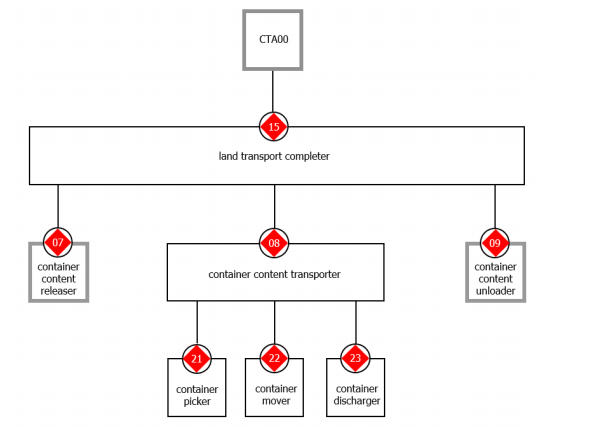 CTA00
15
land transport completer
07
container
content
releaser
08
container content transporter
09
container
content
unloader
21
container
picker
22
container
mover
23
container
discharger